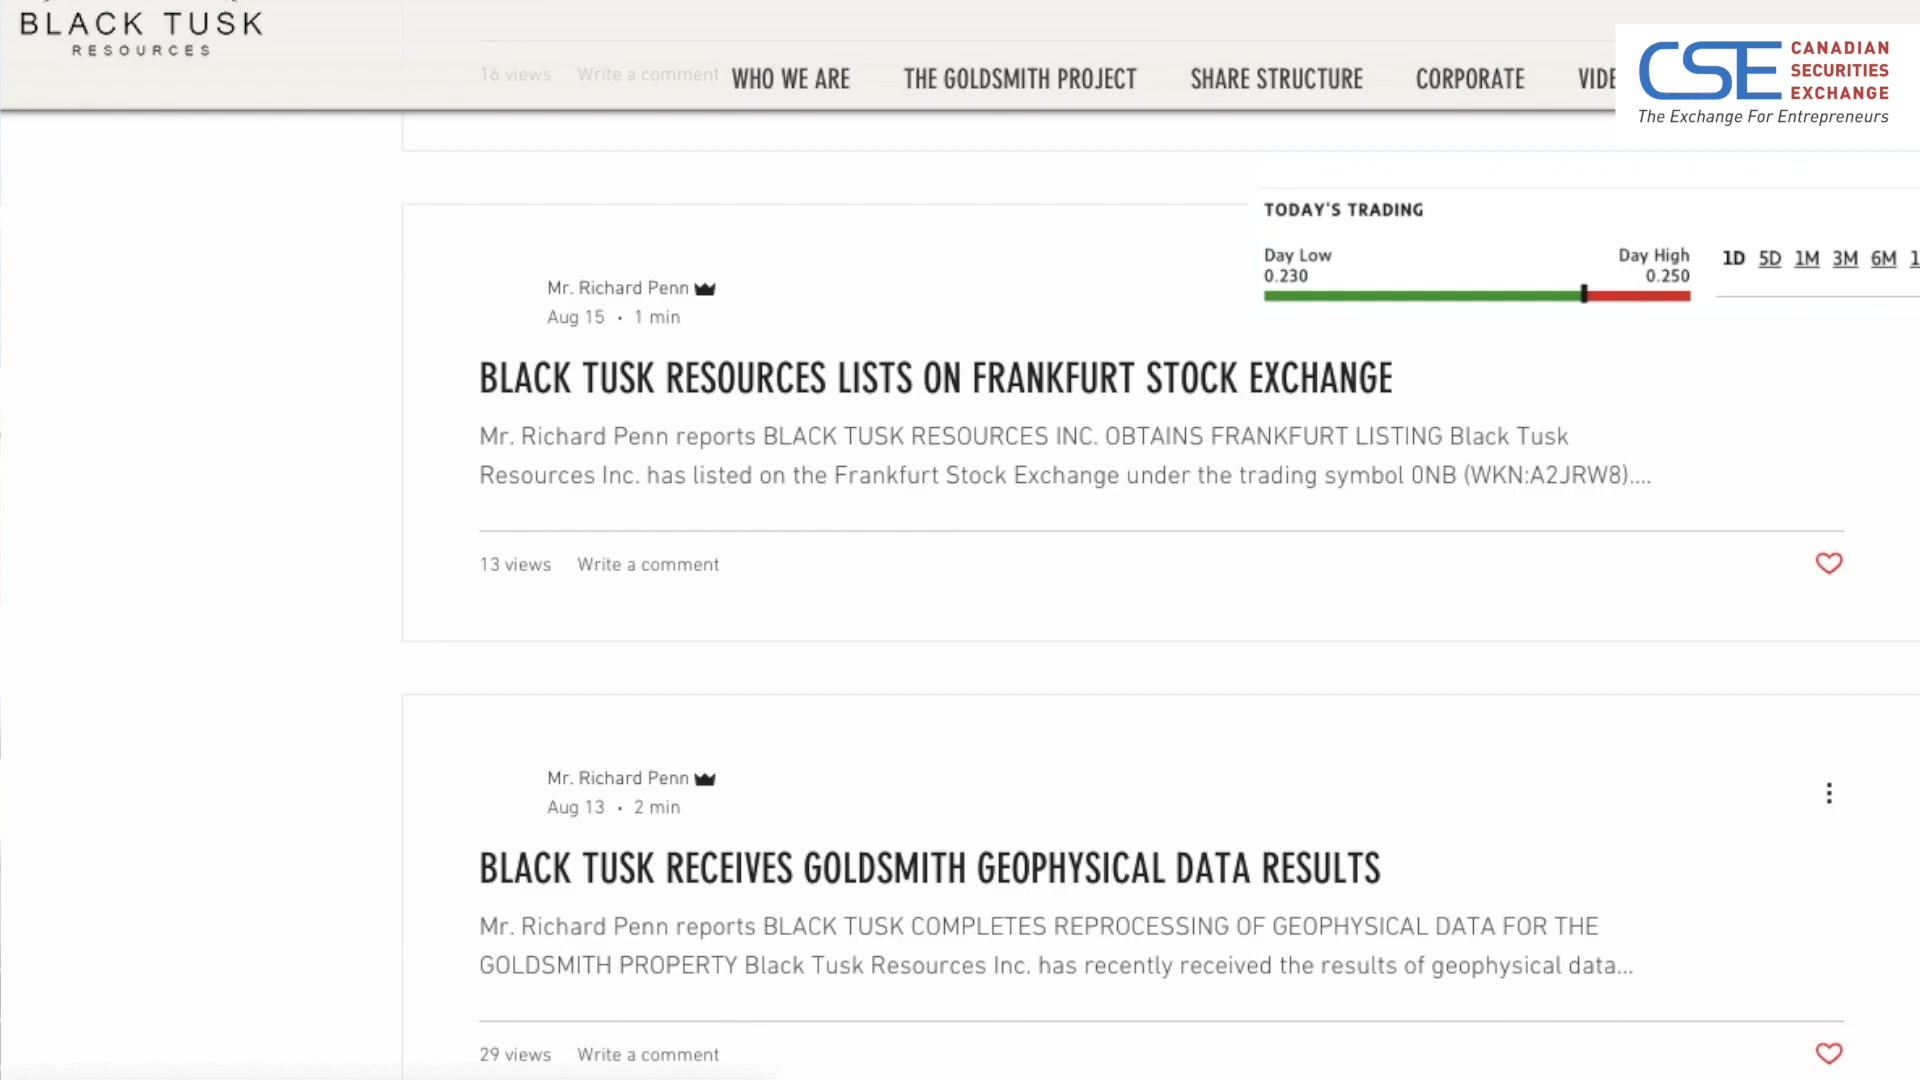 BLACK TUSK
RESOURCES
16 views Write a comment
WHO WE ARE THE GOLDSMITH PROJECT SHARE STRUCTURE CORPORATE VIDE
CSE CANADIAN
SECURITIES
EXCHANGE
The Exchange For Entrepreneurs
TODAY'S TRADING
Day Low Day High
0.230 0.250
1D 5D 1M 3M 6M 1
Mr. Richard Penn
Aug 15 · 1 min
BLACK TUSK RESOURCES LISTS ON FRANKFURT STOCK EXCHANGE
Mr. Richard Penn reports BLACK TUSK RESOURCES INC. OBTAINS FRANKFURT LISTING Black Tusk
Resources Inc. has listed on the Frankfurt Stock Exchange under the trading symbol 0NB (WKN:A2JRW8)....
13 views Write a comment
Mr. Richard Penn
Aug 13 · 2 min
BLACK TUSK RECEIVES GOLDSMITH GEOPHYSICAL DATA RESULTS
Mr. Richard Penn reports BLACK TUSK COMPLETES REPROCESSING OF GEOPHYSICAL DATA FOR THE
GOLDSMITH PROPERTY Black Tusk Resources Inc. has recently received the results of geophysical data...
29 views Write a comment